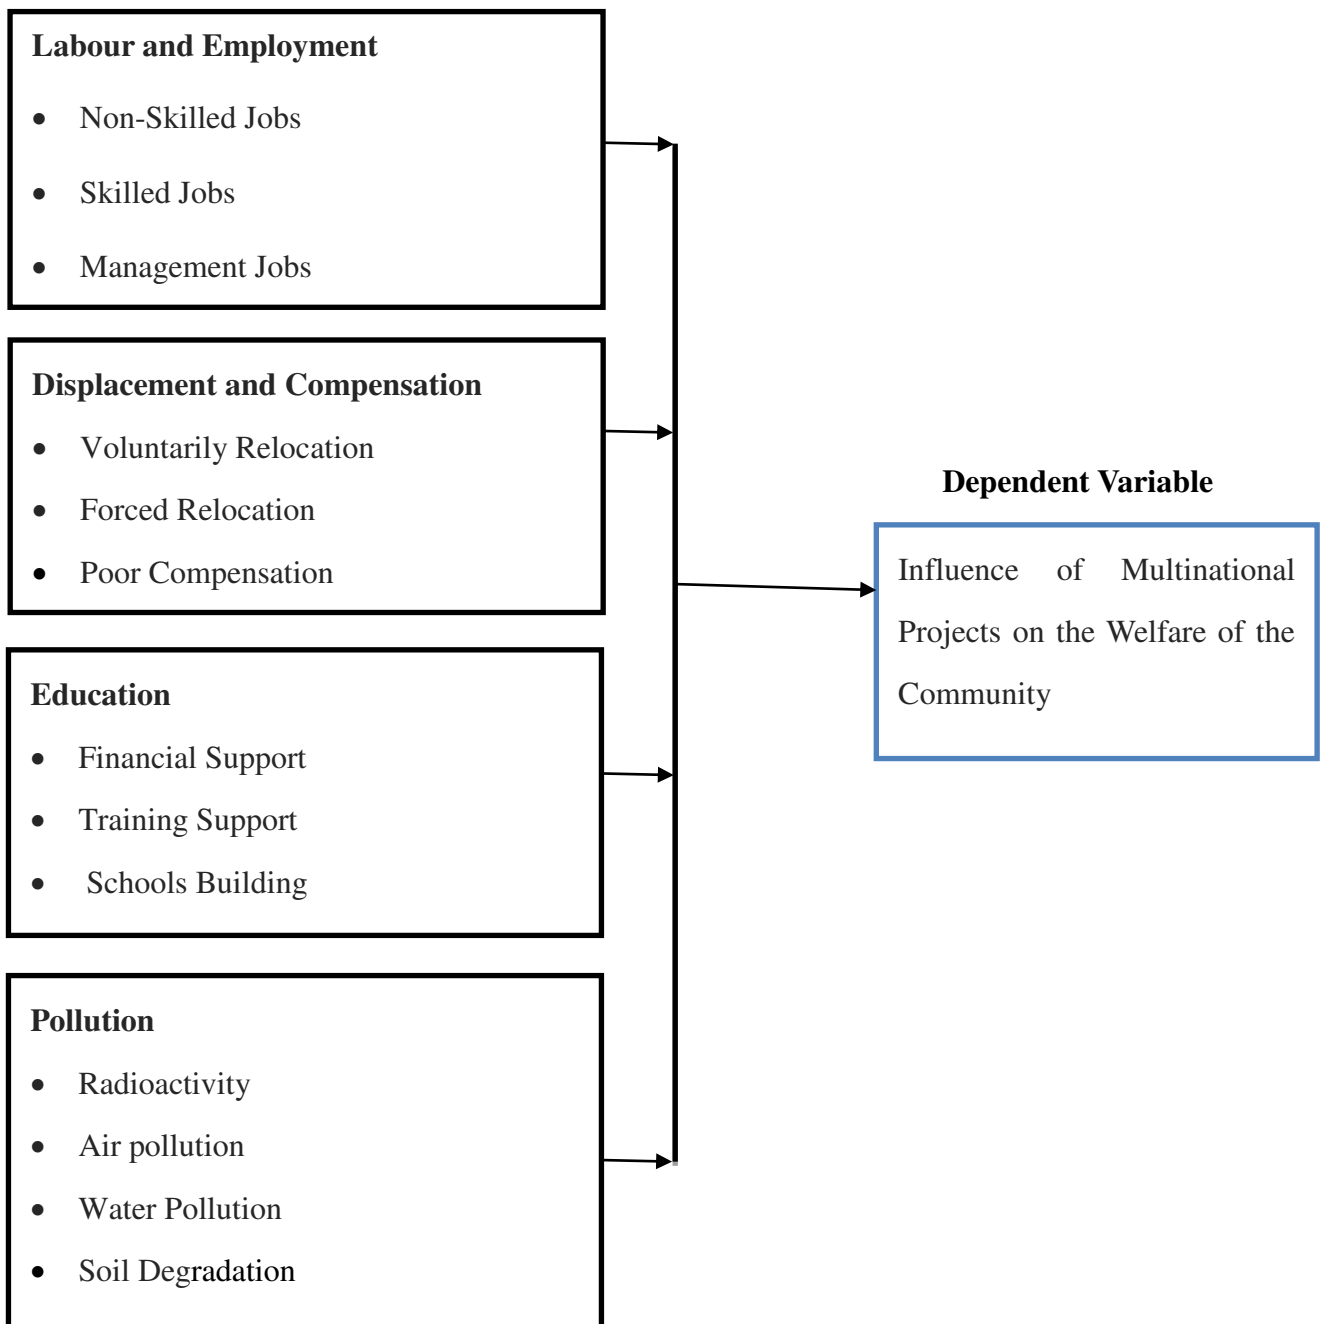 Labour and Employment
• Non-Skilled Jobs
• Skilled Jobs
• Management Jobs
Displacement and Compensation
• Voluntarily Relocation
• Forced Relocation
• Poor Compensation
Education
• Financial Support
• Training Support
• Schools Building
Pollution
• Radioactivity
• Air pollution
• Water Pollution
• Soil Degradation
Dependent Variable
Influence of Multinational
Projects on the Welfare of the
Community